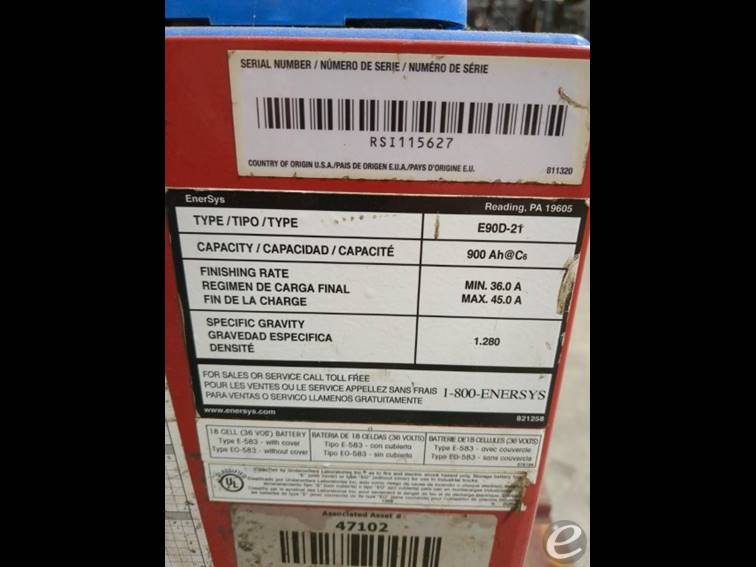 SERIAL NUMBER / NÚMERO DE SERIE / NUMÉRO DE SÉRIE
RSI115627
COUNTRY OF ORIGIN U.S.A./PAIS DE ORIGEN E.U.A./PAYS D'ORIGINE E.U.
811320
EnerSys Reading, PA 19605
TYPE / TIPO / TYPE E90D-21
CAPACITY / CAPACIDAD / CAPACITÉ 900 Ah@C6
FINISHING RATE
REGIMEN DE CARGA FINAL MIN. 36.0 A
FIN DE LA CHARGE MAX. 45.0 A
SPECIFIC GRAVITY
GRAVEDAD ESPECIFICA 1.280
DENSITÉ
FOR SALES OR SERVICE CALL TOLL FREE
POUR LES VENTES OU LE SERVICE APPELLEZ SANS FRAIS 1-800-ENERSYS
PARA VENTAS O SERVICO LLAMENOS GRATUITAMENTE
www.enersys.com 821258
18 CELL (36 VOLTS) BATTERY BATERIA DE 18 CELDAS (36 VOLTS) BATTERIE DE 18 CELLULES (36 VOLTS)
Type E-583 - with cover Tipo E-583 - con cubierta Type E-583 - avec couvercle
Type EO-583 - without cover Tipo EO-583 - sin cubierta Type EO-583 - sans couvercle
CLASSIFIED
UL
Associated Asset #
47102
e